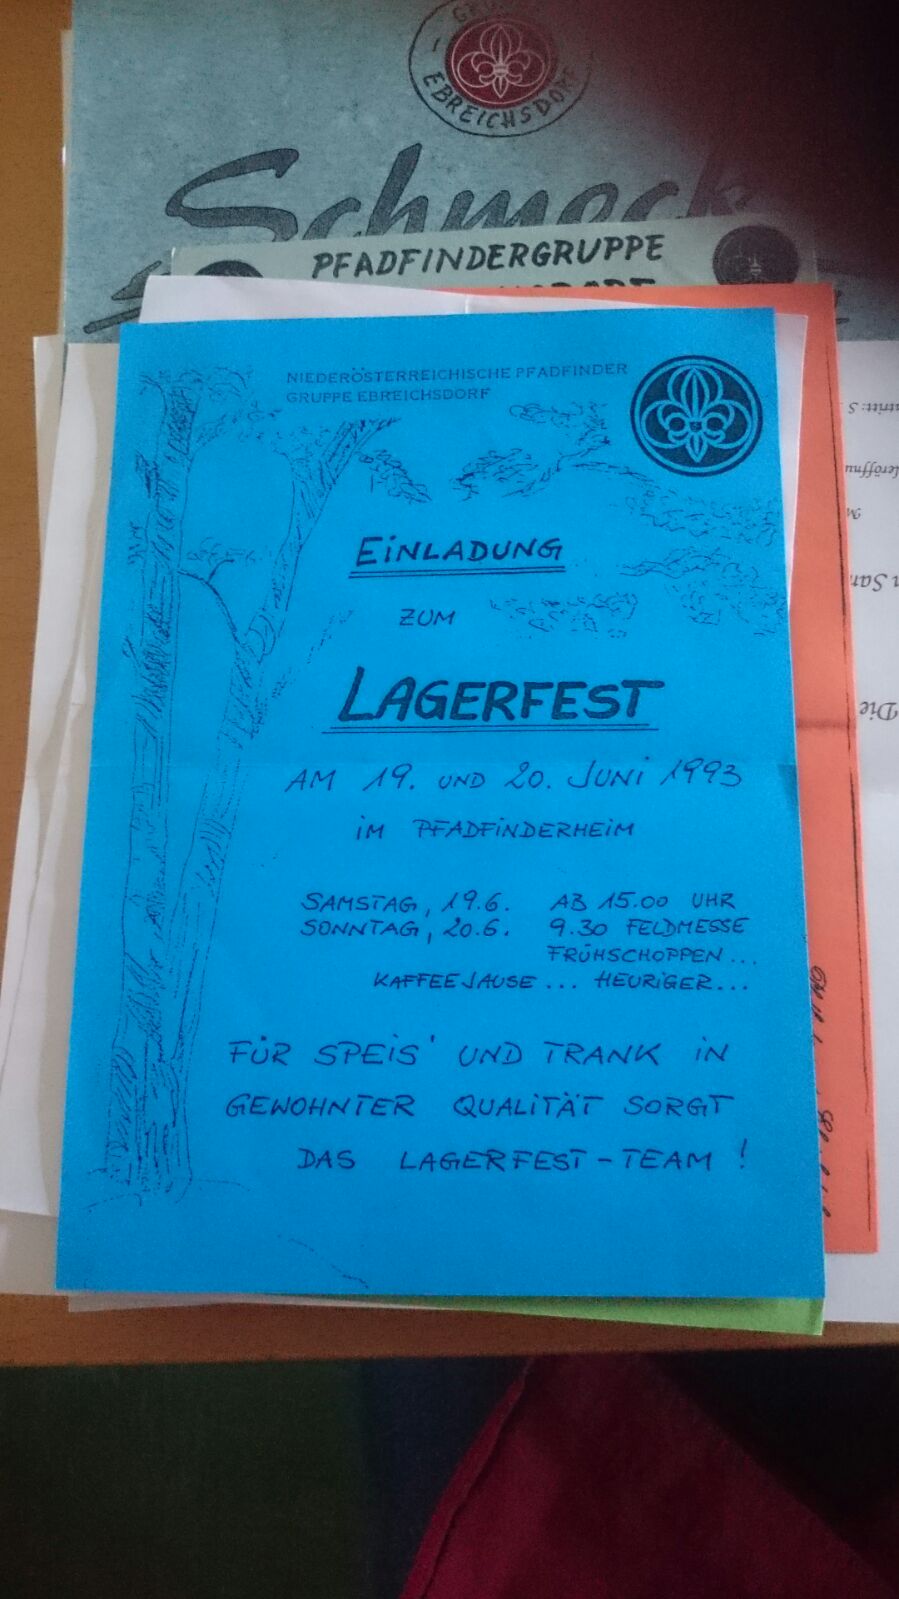 EBREICHSDORF
Schmeck
PFADFINDERGRUPPE
NIEDERÖSTERREICHISCHE PFADFINDER
GRUPPE EBREICHSDORF
EINLADUNG
ZUM
LAGERFEST
AM 19. UND 20. JUNI 1993
IM PFADFINDERHEIM
SAMSTAG, 19.6. AB 15.00 UHR
SONNTAG, 20.6. 9.30 FELDMESSE
FRÜHSCHOPPEN...
KAFFEEJAUSE ... HEURIGER...
FÜR SPEIS' UND TRANK IN
GEWOHNTER QUALITÄT SORGT
DAS LAGERFEST-TEAM!
Die